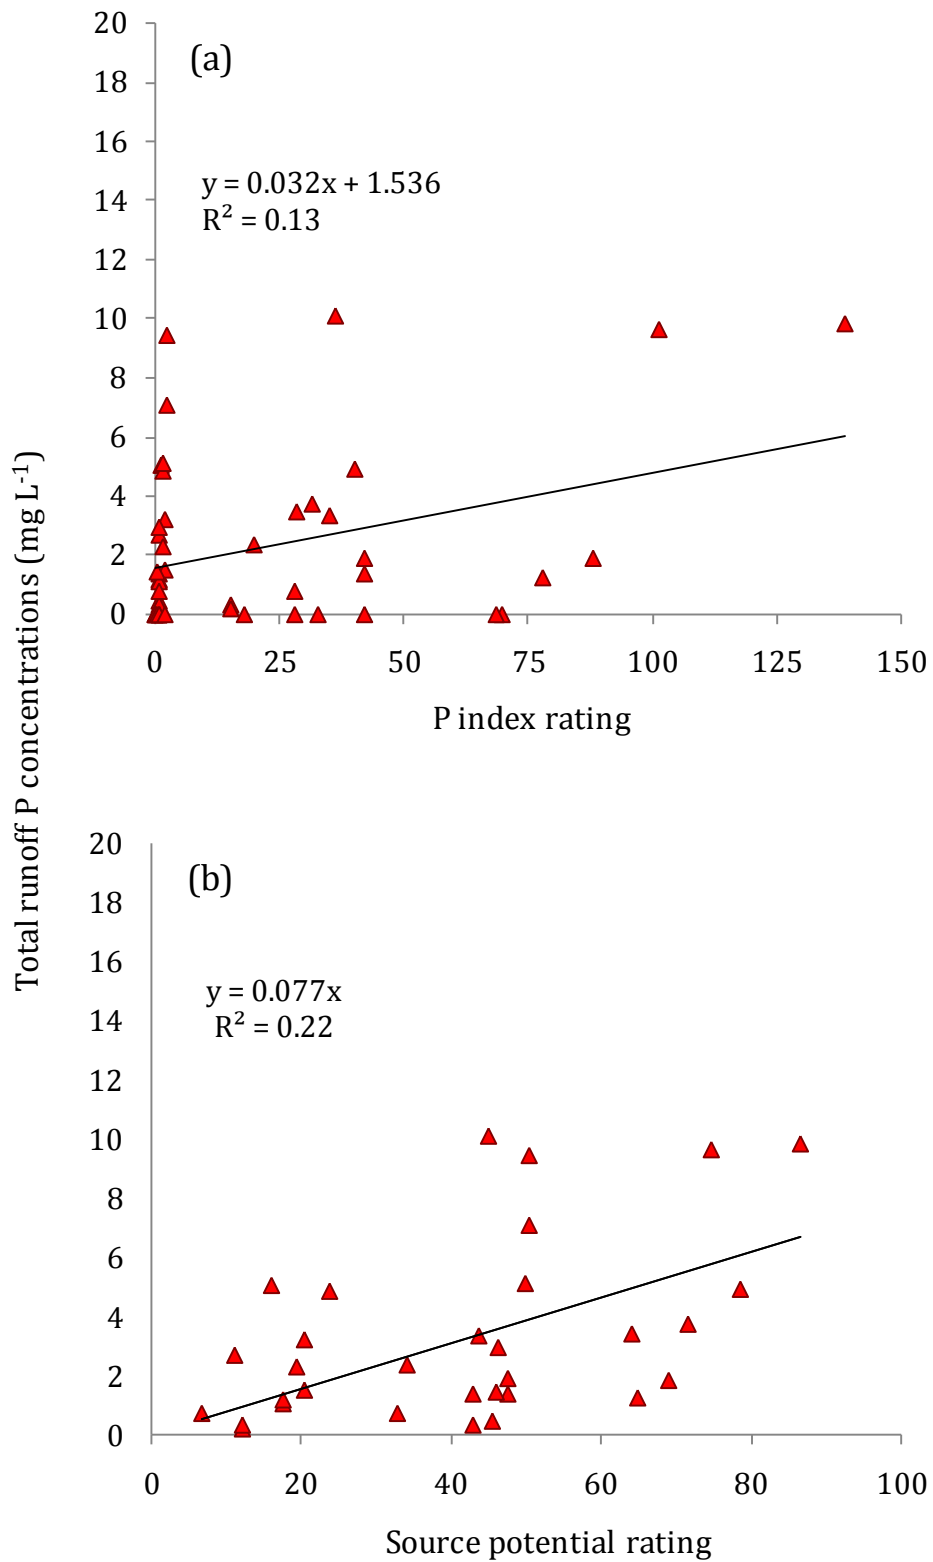 Total runoff P concentrations (mg L⁻¹)
(a)
y = 0.032x + 1.536
R² = 0.13
20
18
16
14
12
10
8
6
4
2
0
0 25 50 75 100 125 150
P index rating
(b)
y = 0.077x
R² = 0.22
20
18
16
14
12
10
8
6
4
2
0
0 20 40 60 80 100
Source potential rating